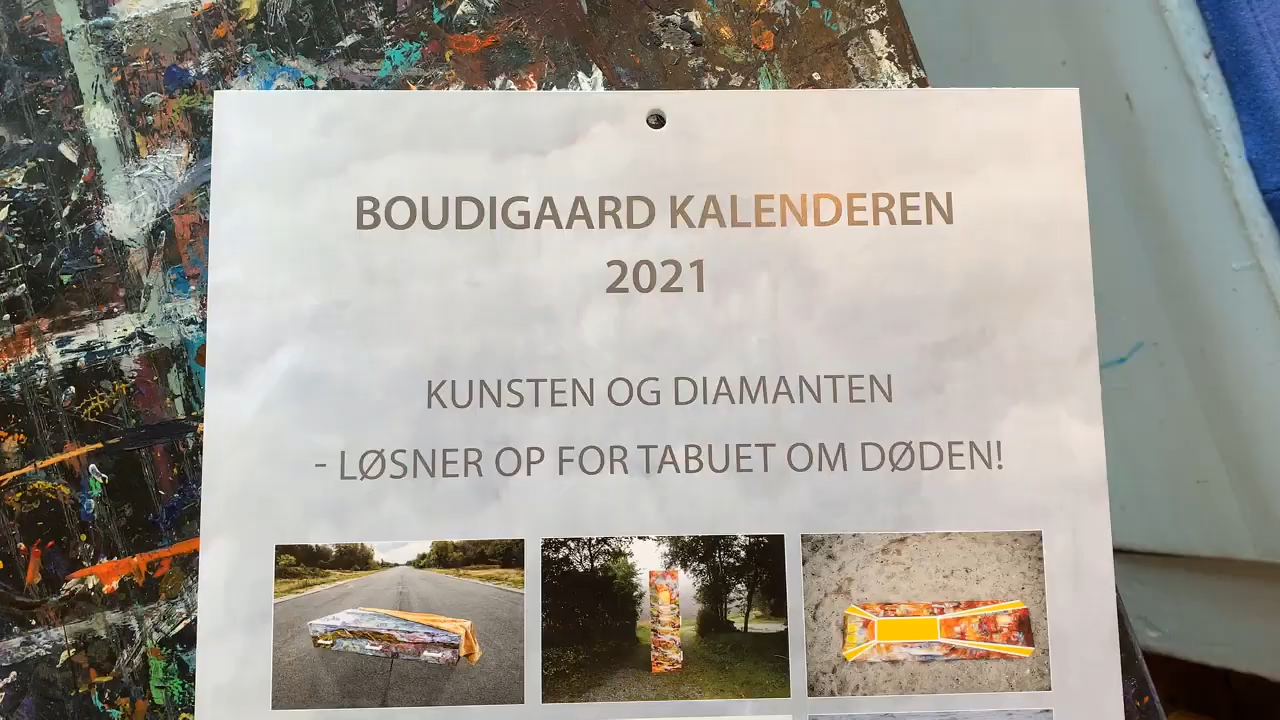 BOUDIGAARD KALENDEREN
2021
KUNSTEN OG DIAMANTEN
- LØSNER OP FOR TABUET OM DØDEN!